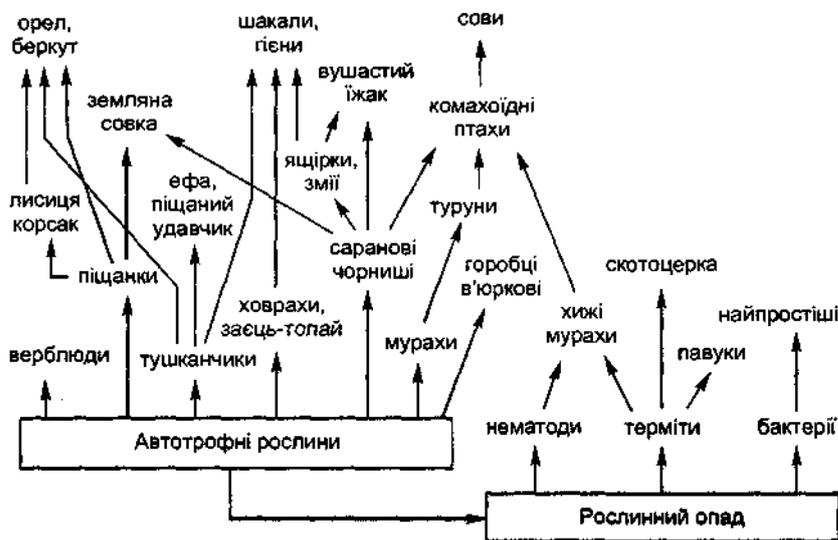 орел,
беркут
шакали,
гієни
сови
вушастий
їжак
земляна
совка
комахоїдні
птахи
ящірки,
змії
ефа,
піщаний
удавчик
лисиця
корсак
туруни
саранові
чорниші
піщанки
горобці
в'юркові
скотоцерка
ховрахи,
заєць-толай
хижі
мурахи
найпростіші
мурахи
верблюди
тушканчики
павуки
нематоди
терміти
бактерії
Автотрофні рослини
Рослинний опад